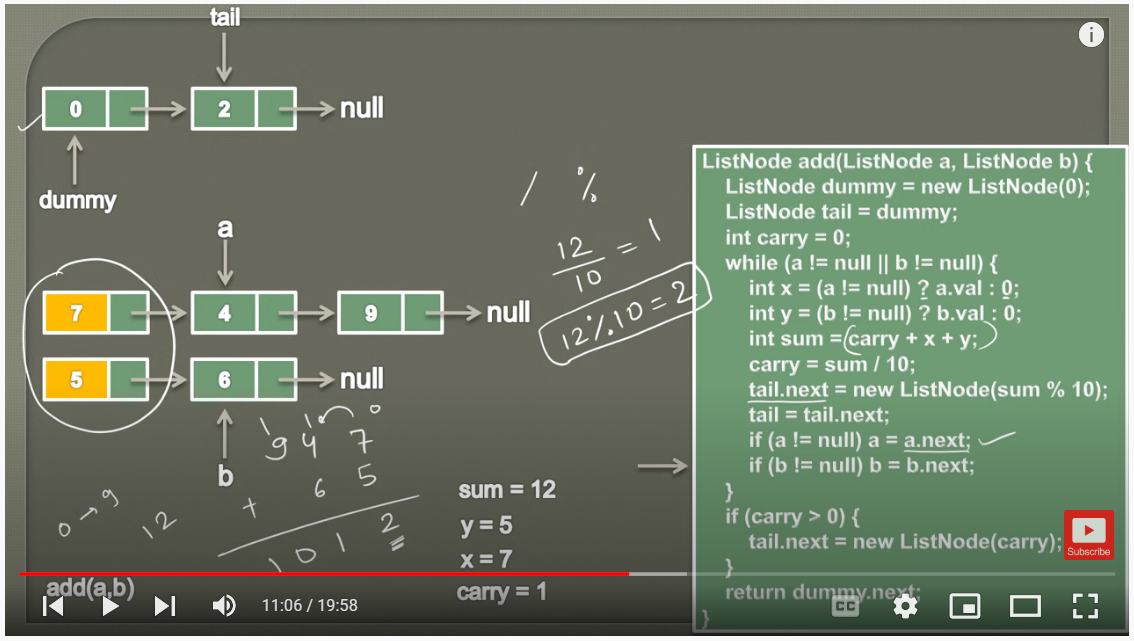 tail
0 2 null
dummy
a
7 4 9 null
5 6 null
b
/ %
12
10
= 1
12%10=2
1 1 0
9 4 7
+ 6 5
1 0 1 2
0 → 9
12
sum = 12
y = 5
x = 7
carry = 1
add(a,b)
ListNode add(ListNode a, ListNode b) {
ListNode dummy = new ListNode(0);
ListNode tail = dummy;
int carry = 0;
while (a != null || b != null) {
int x = (a != null) ? a.val : 0;
int y = (b != null) ? b.val : 0;
int sum = carry + x + y;
carry = sum / 10;
tail.next = new ListNode(sum % 10);
tail = tail.next;
if (a != null) a = a.next;
if (b != null) b = b.next;
}
if (carry > 0) {
tail.next = new ListNode(carry);
}
return dummy.next;
}
Subscribe
11:06 / 19:58
CC
i